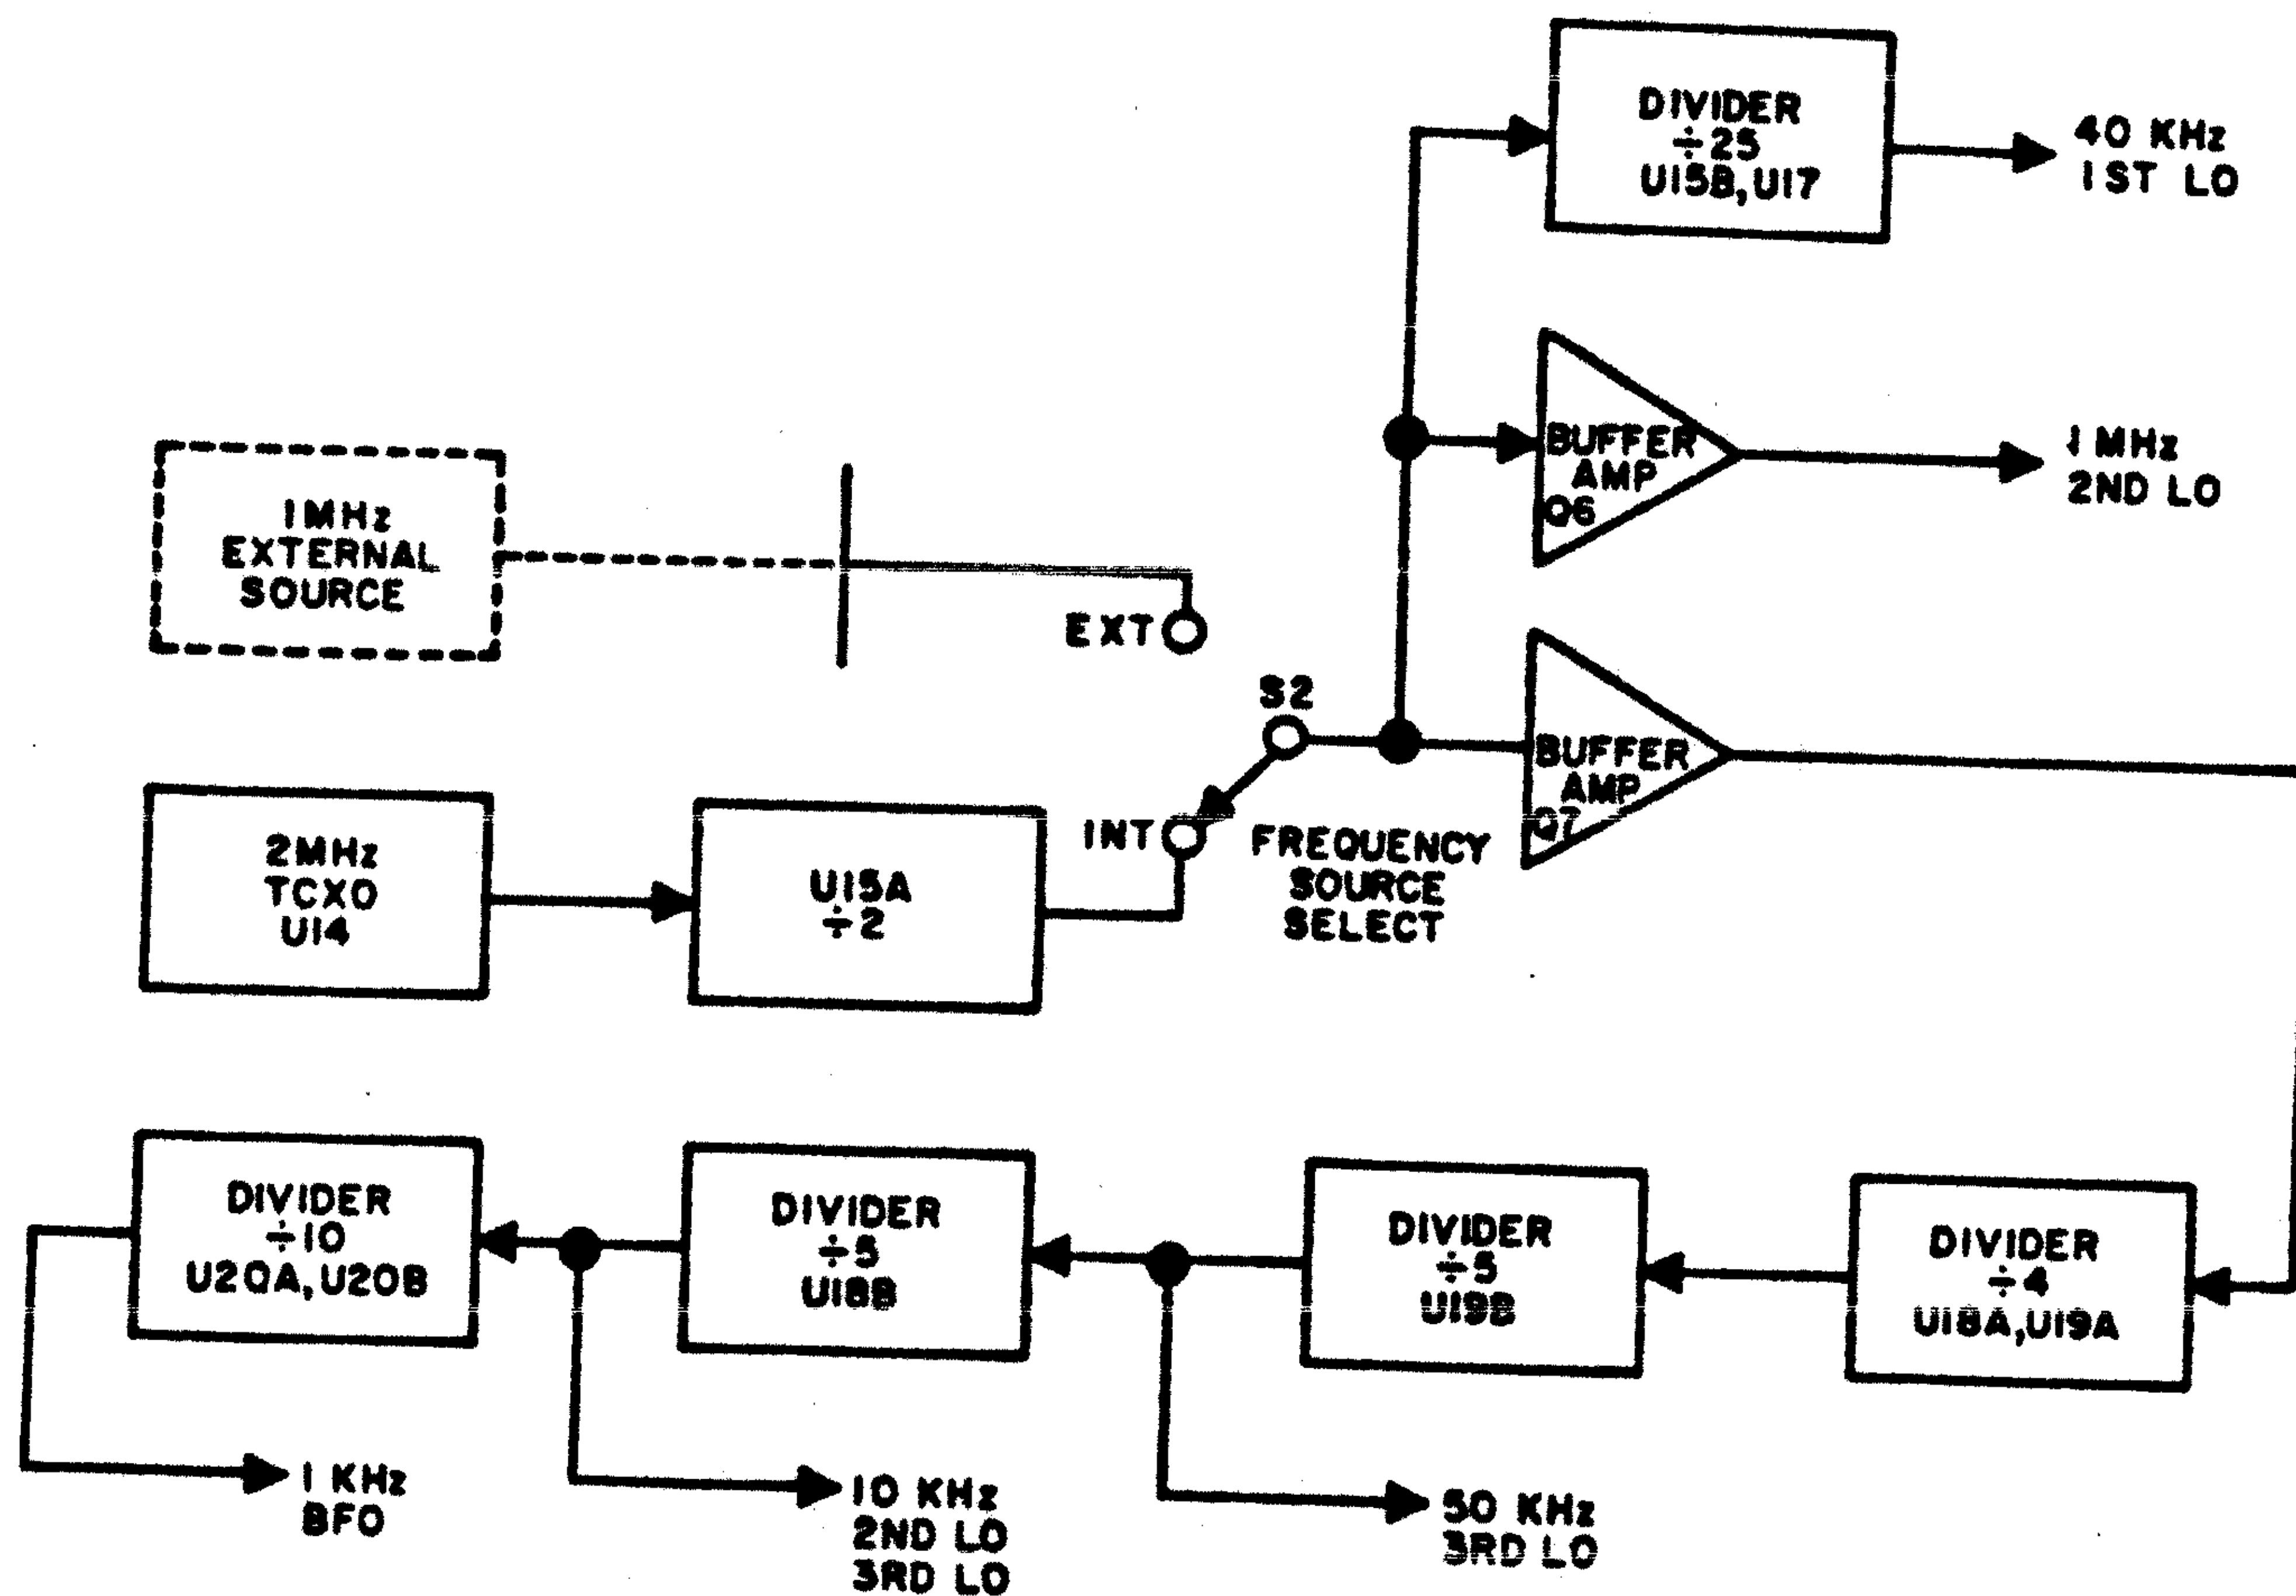 DIVIDER
÷25
U15B, U17
40 KHz
1ST LO
BUFFER
AMP
Q6
1 MHz
2ND LO
1MHz
EXTERNAL
SOURCE
EXT
S2
BUFFER
AMP
Q7
2MHz
TCXO
U14
U15A
÷2
INT
FREQUENCY
SOURCE
SELECT
DIVIDER
÷10
U20A, U20B
DIVIDER
÷5
U18B
DIVIDER
÷5
U19B
DIVIDER
÷4
U18A, U19A
1 KHz
BFO
10 KHz
2ND LO
3RD LO
50 KHz
3RD LO